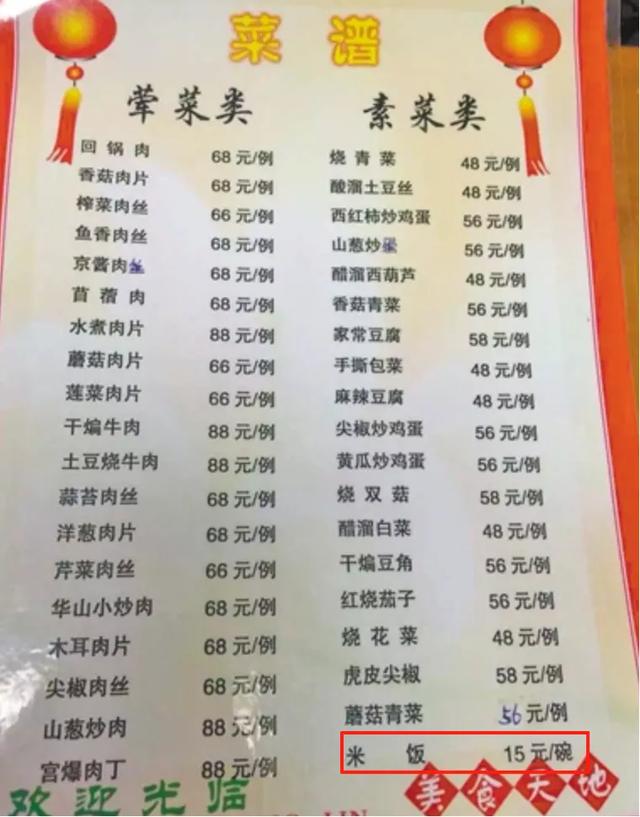 菜谱
荤菜类
回锅肉 68元/例
香菇肉片 68元/例
榨菜肉丝 66元/例
鱼香肉丝 68元/例
京酱肉丝 68元/例
苜蓿肉 68元/例
水煮肉片 88元/例
蘑菇肉片 66元/例
莲菜肉片 66元/例
干煸牛肉 88元/例
土豆烧牛肉 88元/例
蒜苔肉丝 68元/例
洋葱肉片 68元/例
芹菜肉丝 66元/例
华山小炒肉 68元/例
木耳肉片 68元/例
尖椒肉丝 68元/例
山葱炒肉 88元/例
宫爆肉丁 88元/例
素菜类
烧青菜 48元/例
酸溜土豆丝 48元/例
西红柿炒鸡蛋 56元/例
山葱炒蛋 56元/例
醋溜西葫芦 48元/例
香菇青菜 56元/例
家常豆腐 58元/例
手撕包菜 48元/例
麻辣豆腐 48元/例
尖椒炒鸡蛋 56元/例
黄瓜炒鸡蛋 56元/例
烧双菇 58元/例
醋溜白菜 48元/例
干煸豆角 56元/例
红烧茄子 56元/例
烧花菜 48元/例
虎皮尖椒 58元/例
蘑菇青菜 56元/例
米饭 15元/碗
欢迎光临
LIN
美食天地